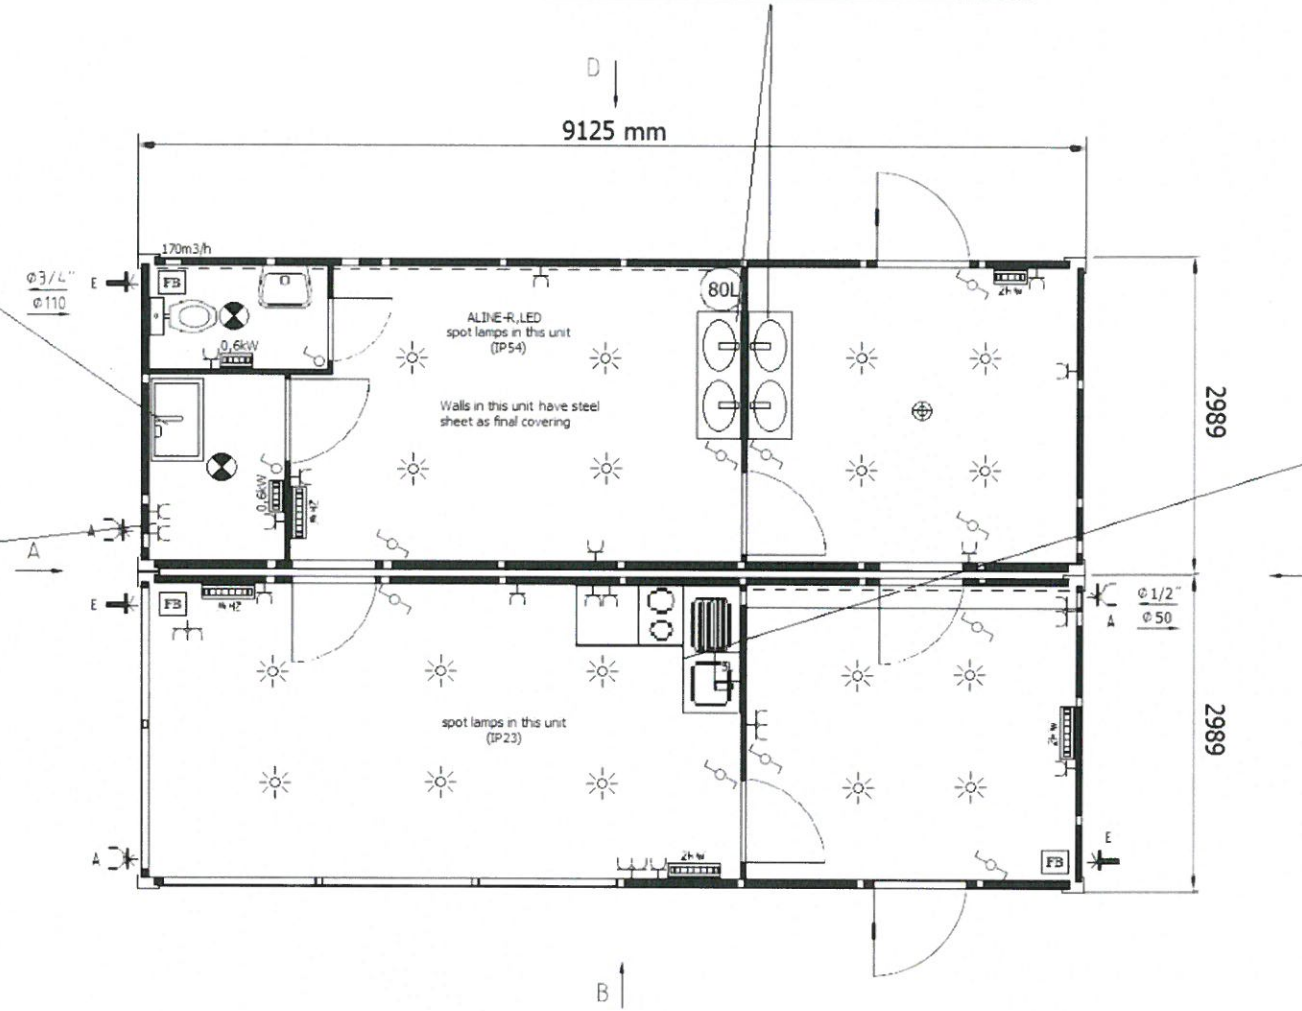 D
9125 mm
170m3/h
Ø3/4"
Ø110
E
FB
80L
2kW
ALINE-R,LED
spot lamps in this unit
(IP54)
0,6kW
Walls in this unit have steel
sheet as final covering
2989
0,6kW
A
A
E
FB
Ø1/2"
Ø50
A
spot lamps in this unit
(IP23)
2989
2kW
A
2kW
FB
E
B